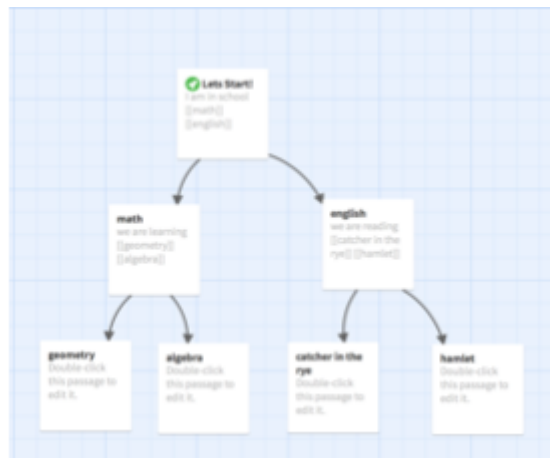 Lets Start!
I am in school
[[math]]
[[english]]
math
we are learning
[[geometry]]
[[algebra]]
english
we are reading
[[catcher in the
rye]] [[hamlet]]
geometry
Double-click
this passage to
edit it.
algebra
Double-click
this passage to
edit it.
catcher in the
rye
Double-click
this passage to
edit it.
hamlet
Double-click
this passage to
edit it.